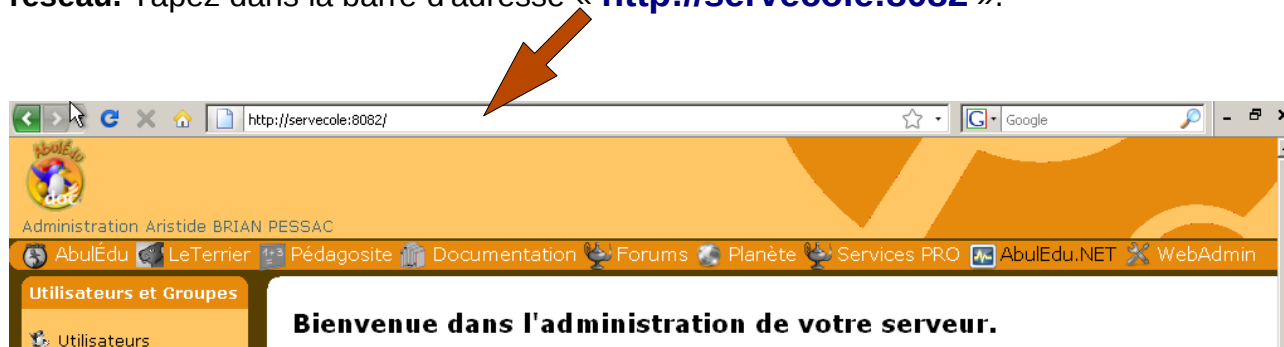 réseau. Tapez dans la barre d'adresse « http://servecole:8082 ».
http://servecole:8082/
Google
AbulÉdu
doc
Administration Aristide BRIAN PESSAC
AbulÉdu LeTerrier Pédagosite Documentation Forums Planète Services PRO AbulEdu.NET WebAdmin
Utilisateurs et Groupes
Bienvenue dans l'administration de votre serveur.
Utilisateurs